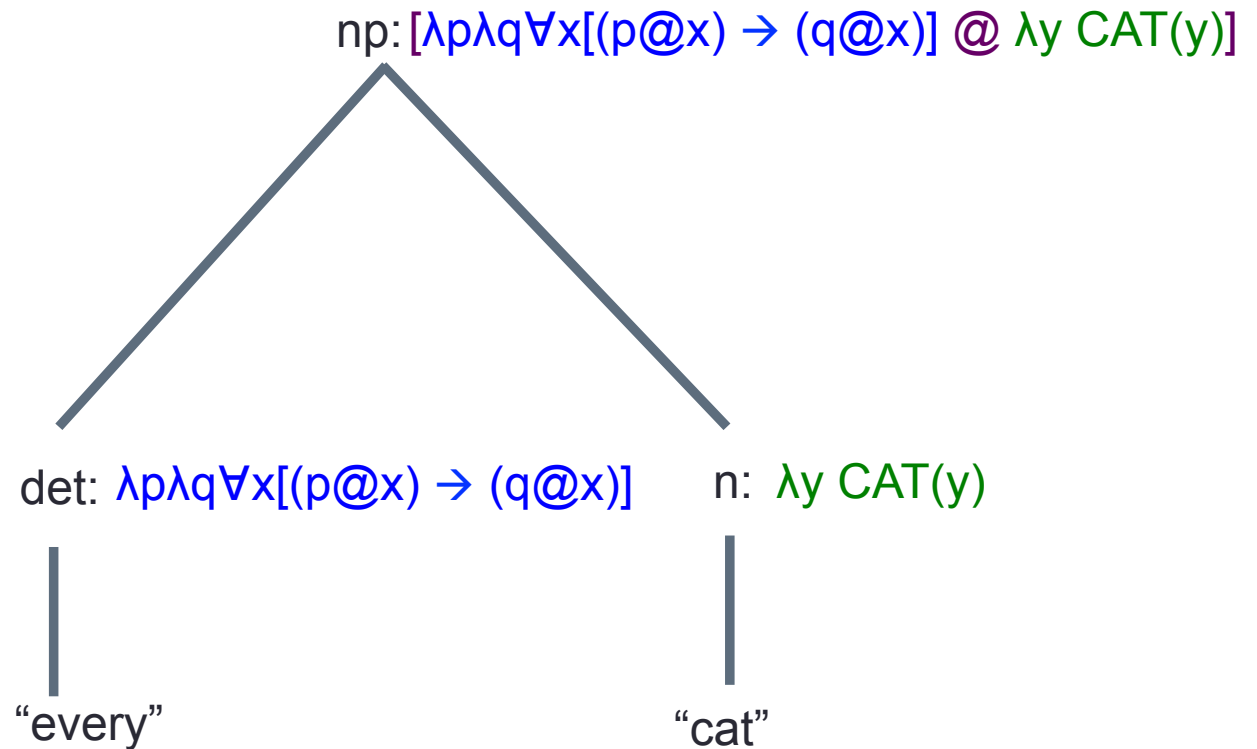 np: [λpλq∀x[(p@x) → (q@x)] @ λy CAT(y)]
det: λpλq∀x[(p@x) → (q@x)] n: λy CAT(y)
“every” “cat”